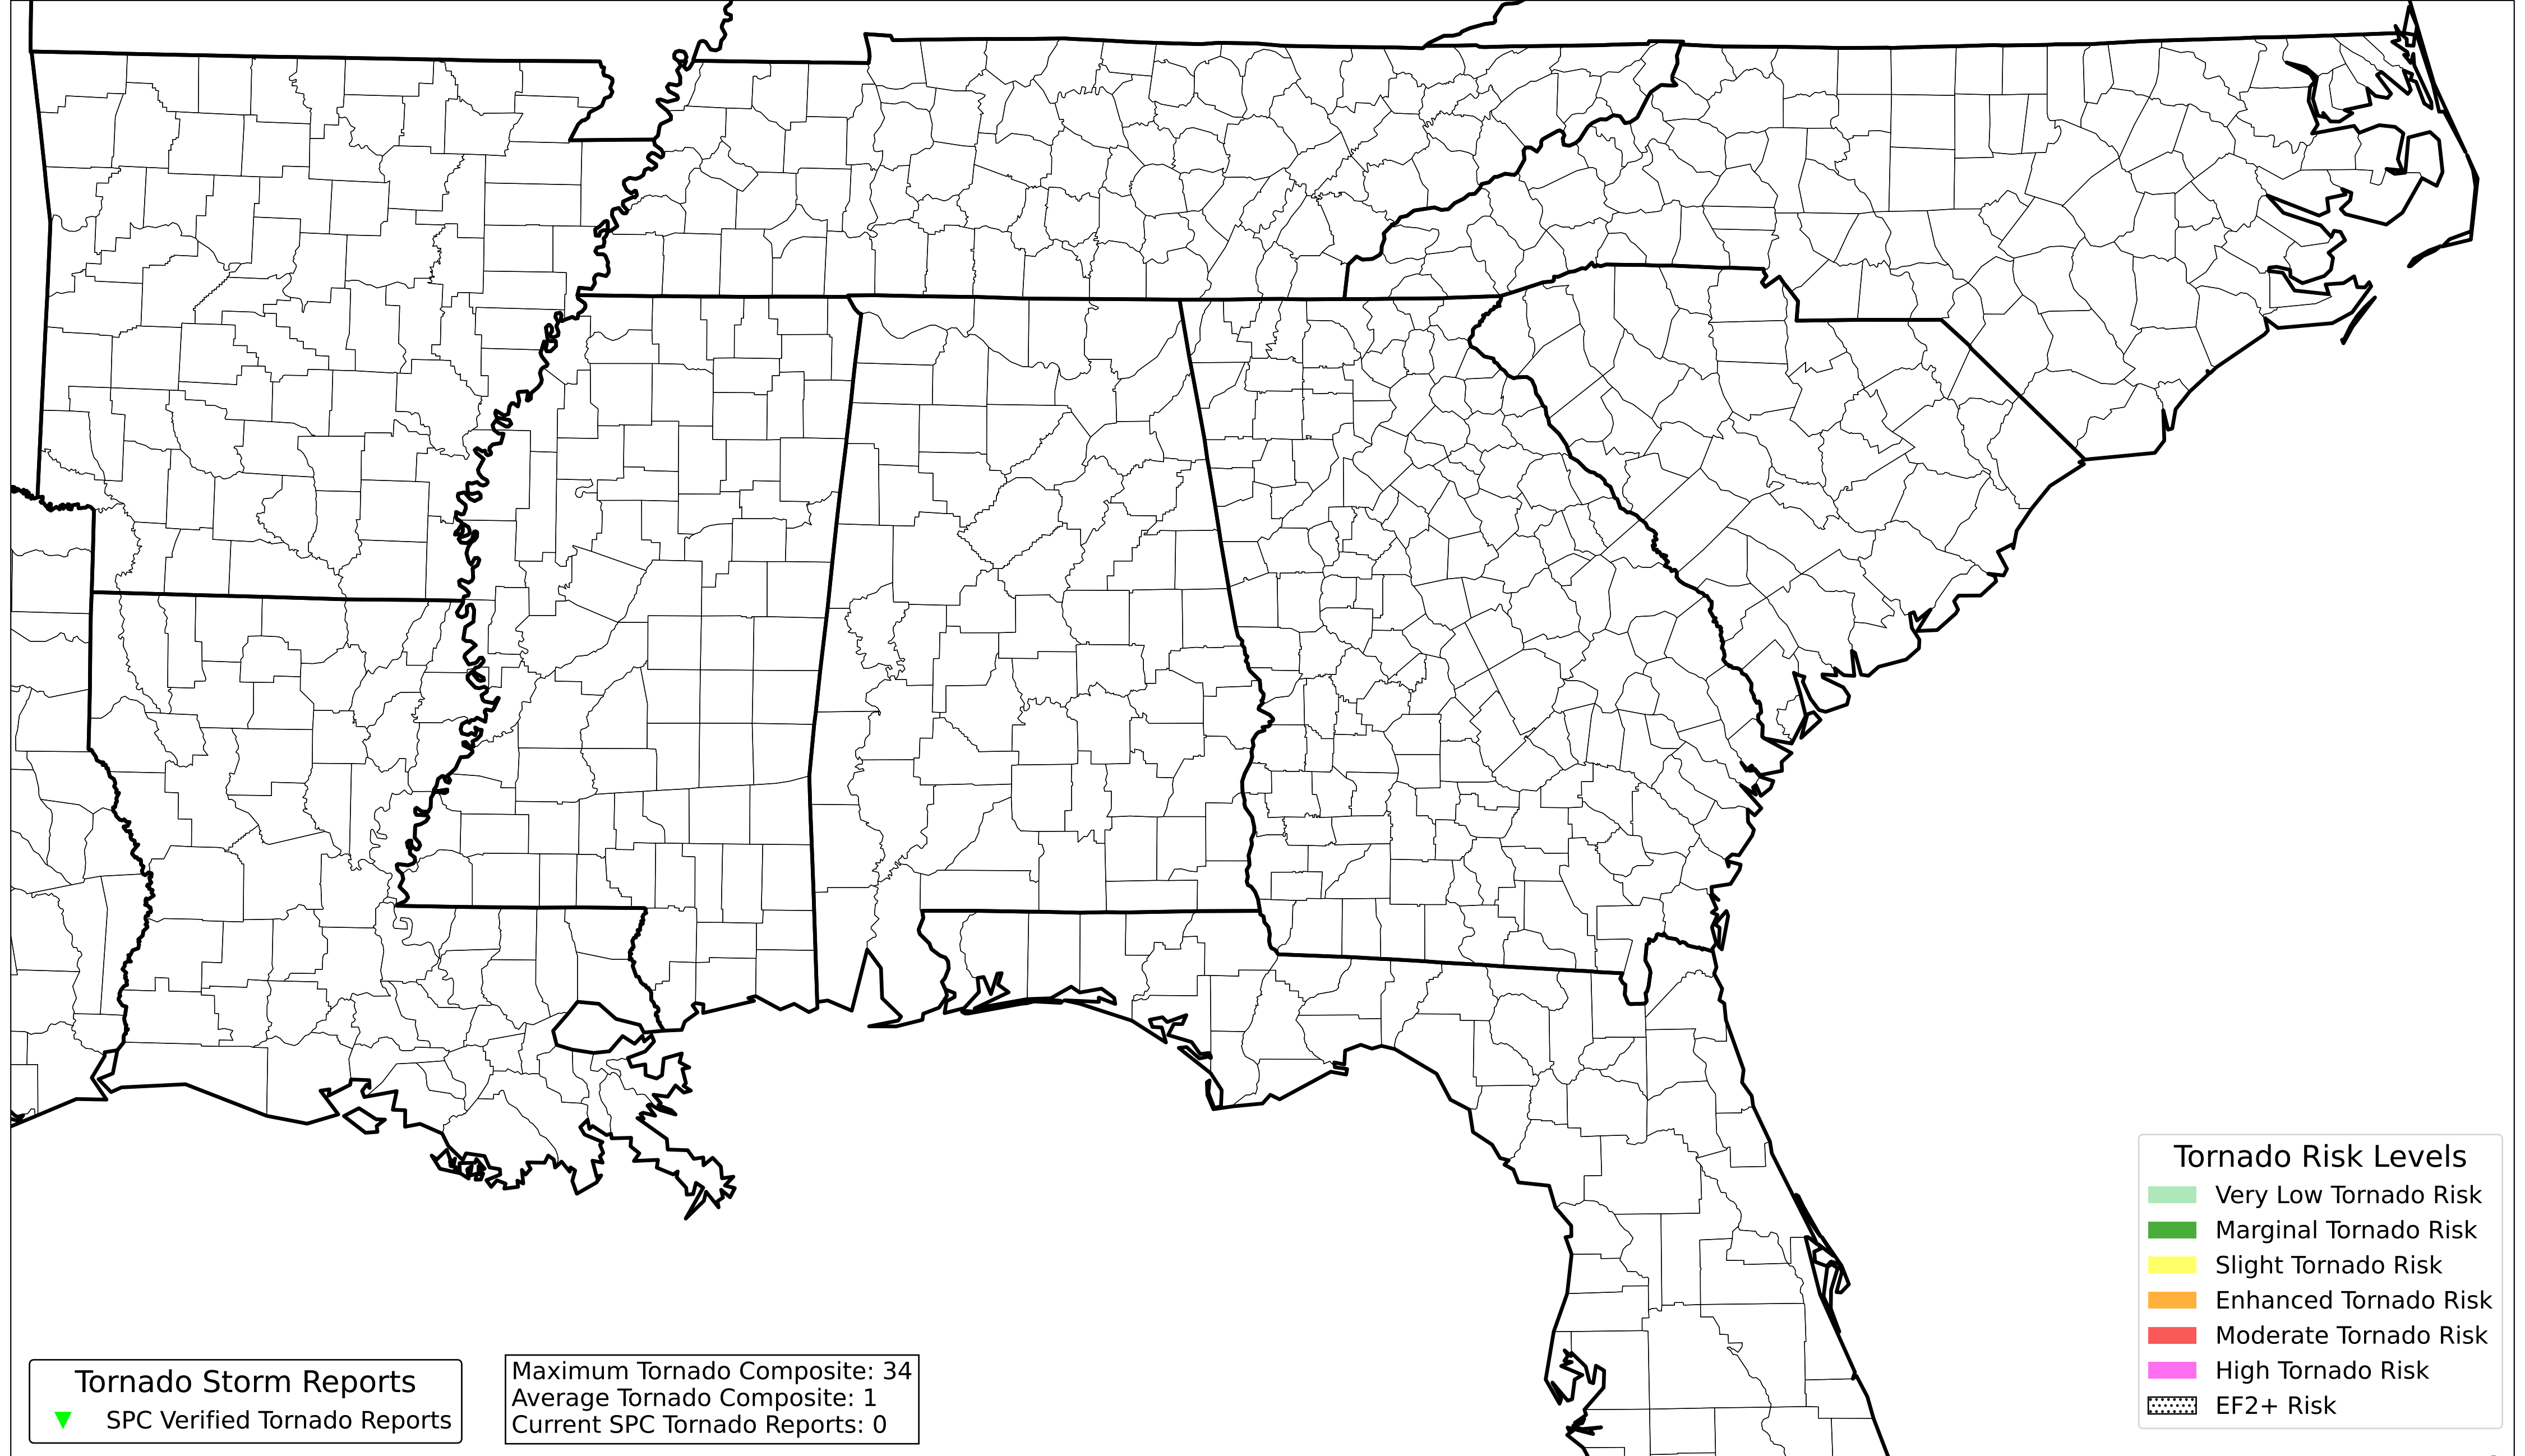 Tornado Storm Reports
SPC Verified Tornado Reports
Maximum Tornado Composite: 34
Average Tornado Composite: 1
Current SPC Tornado Reports: 0
Tornado Risk Levels
Very Low Tornado Risk
Marginal Tornado Risk
Slight Tornado Risk
Enhanced Tornado Risk
Moderate Tornado Risk
High Tornado Risk
EF2+ Risk